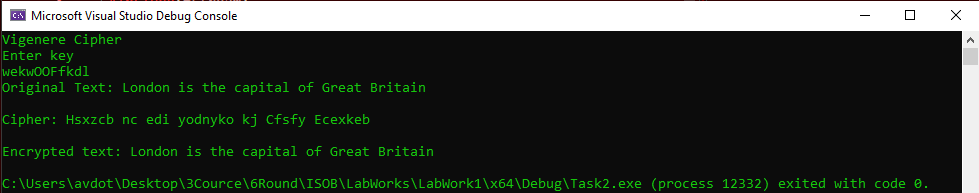 Microsoft Visual Studio Debug Console
Vigenere Cipher
Enter key
wekwOOFfkdl
Original Text: London is the capital of Great Britain
Cipher: Hsxzcb nc edi yodnyko kj Cfsfy Ecexkeb
Encrypted text: London is the capital of Great Britain
C:\Users\avdot\Desktop\3Cource\6Round\ISOB\LabWorks\LabWork1\x64\Debug\Task2.exe (process 12332) exited with code 0.